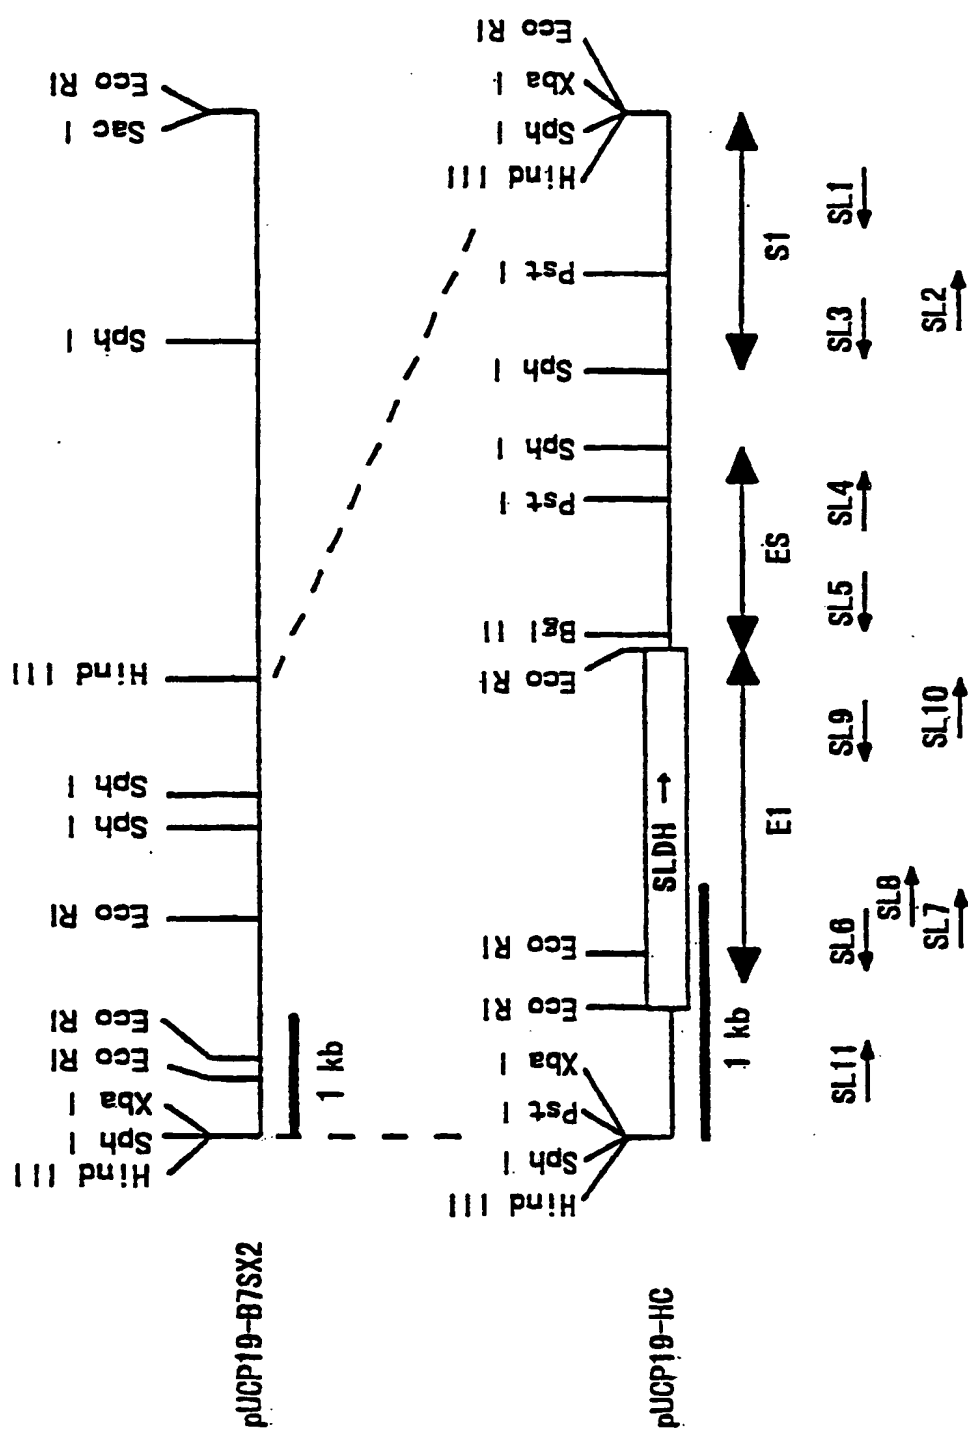 pUCP19-B7SX2
Hind III
Sph I
Xba I
Eco RI
Eco RI
Eco RI
Sph I
Sph I
Hind III
Sph I
Sac I
Eco RI
1 kb
pUCP19-HC
Hind III
Sph I
Pst I
Xba I
Eco RI
Eco RI
Eco RI
Bgl II
Pst I
Sph I
Sph I
Pst I
Hind III
Sph I
Xba I
Eco RI
SLDH →
1 kb
E1
ES
S1
SL11
SL6
SL9
SL5
SL4
SL3
SL1
SL8
SL7
SL10
SL2